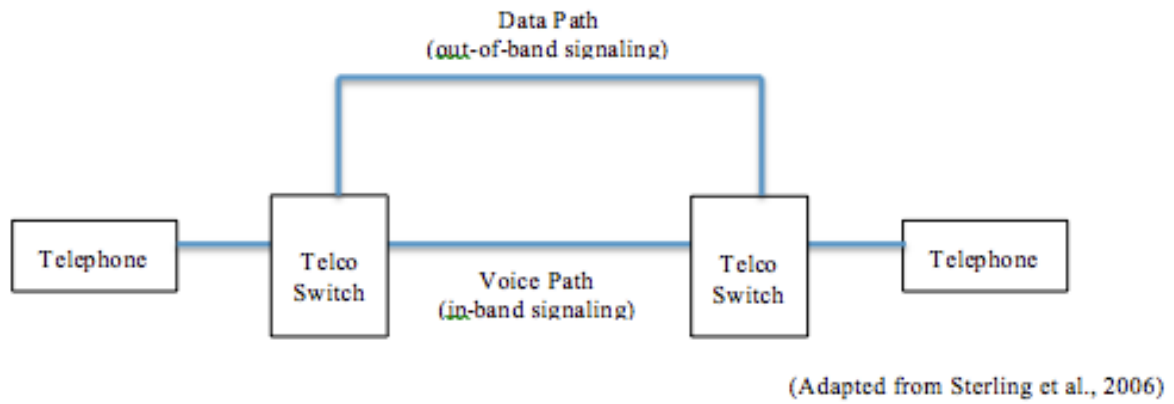 Data Path
(out-of-band signaling)
Telephone
Telco
Switch
Voice Path
(in-band signaling)
Telco
Switch
Telephone
(Adapted from Sterling et al., 2006)